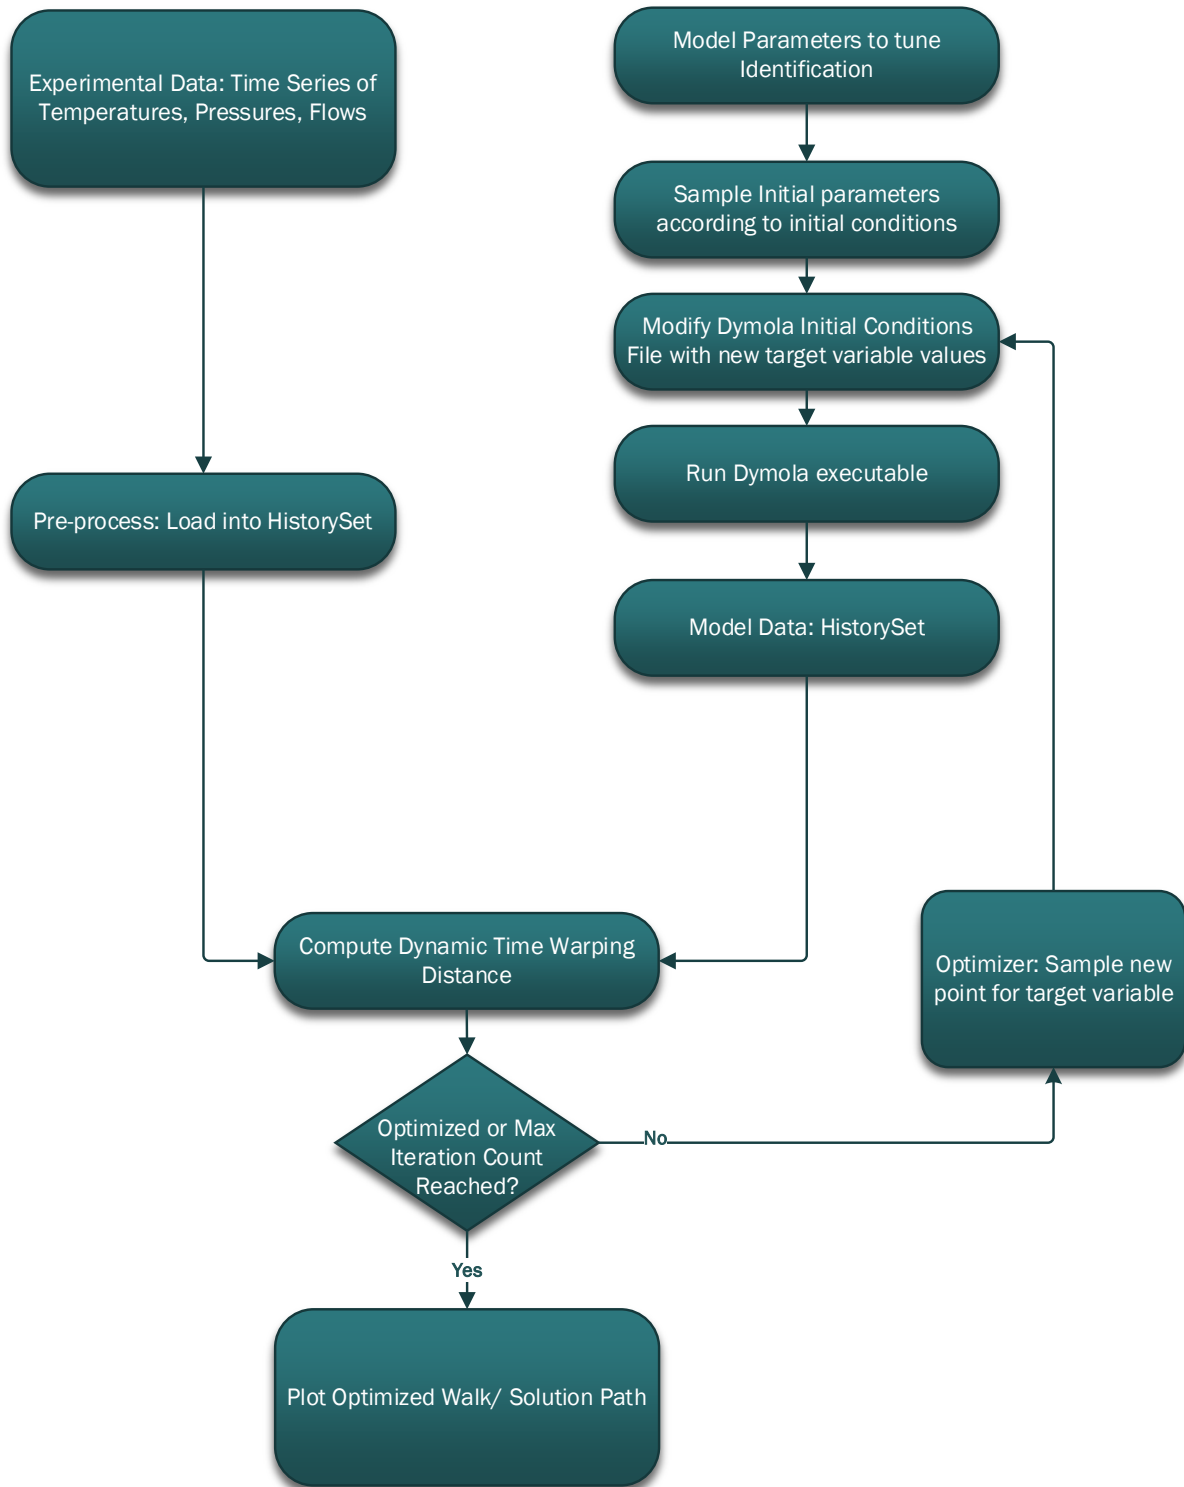 Experimental Data: Time Series of
Temperatures, Pressures, Flows
Model Parameters to tune
Identification
Sample Initial parameters
according to initial conditions
Modify Dymola Initial Conditions
File with new target variable values
Run Dymola executable
Pre-process: Load into HistorySet
Model Data: HistorySet
Compute Dynamic Time Warping
Distance
Optimizer: Sample new
point for target variable
Optimized or Max
Iteration Count
Reached?
No
Yes
Plot Optimized Walk/ Solution Path